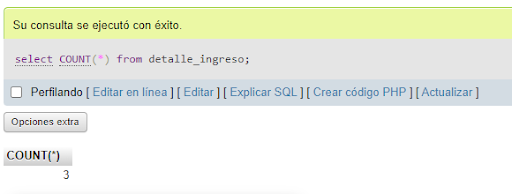 Su consulta se ejecutó con éxito.
select COUNT(*) from detalle_ingreso;
Perfilando [ Editar en línea ] [ Editar ] [ Explicar SQL ] [ Crear código PHP ] [ Actualizar ]
Opciones extra
COUNT(*)
3